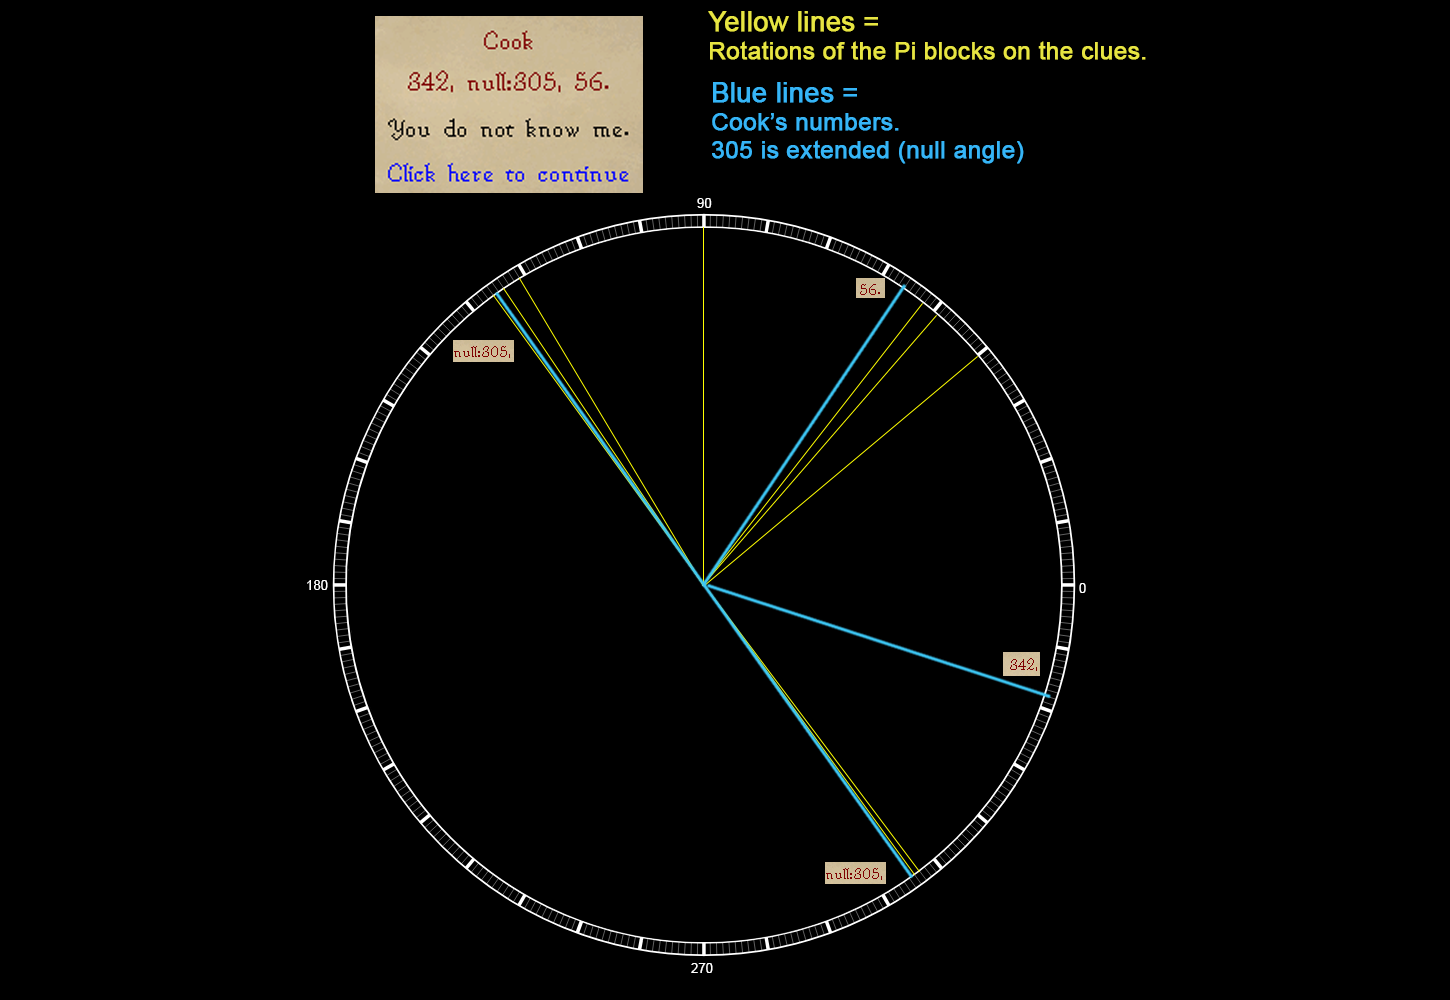 Cook
342, null:305, 56.
You do not know me.
Click here to continue
Yellow lines =
Rotations of the Pi blocks on the clues.
Blue lines =
Cook's numbers.
305 is extended (null angle)
90
56.
null:305,
180
0
342,
null:305,
270